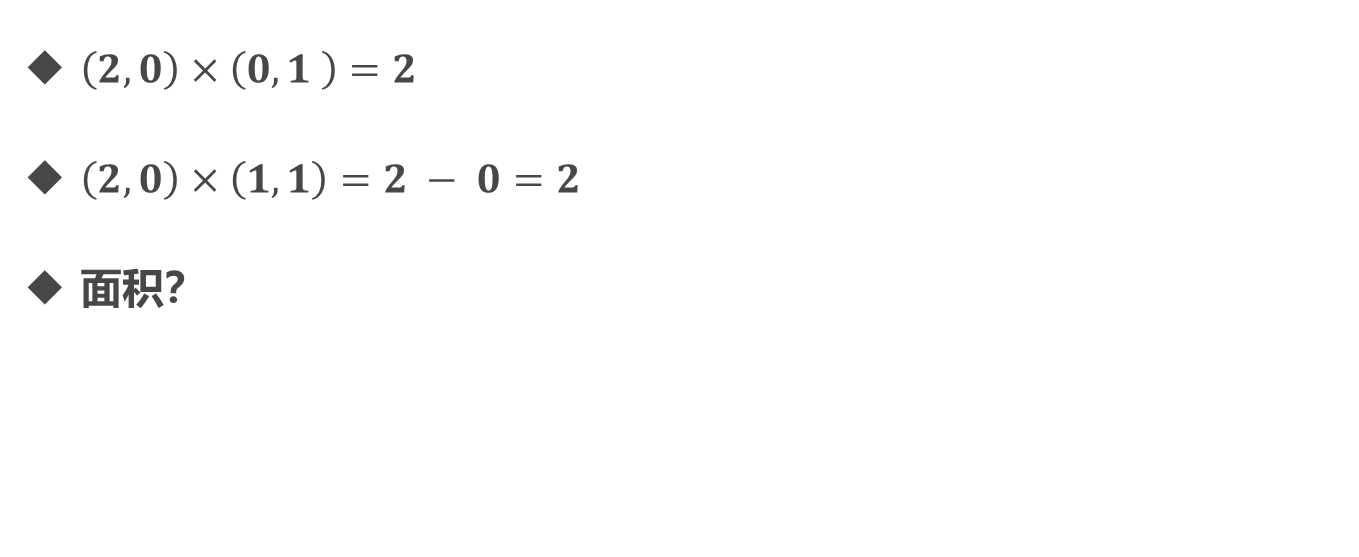 ◆ (2,0) × (0,1 ) = 2
◆ (2,0) × (1,1) = 2 − 0 = 2
◆ 面积？